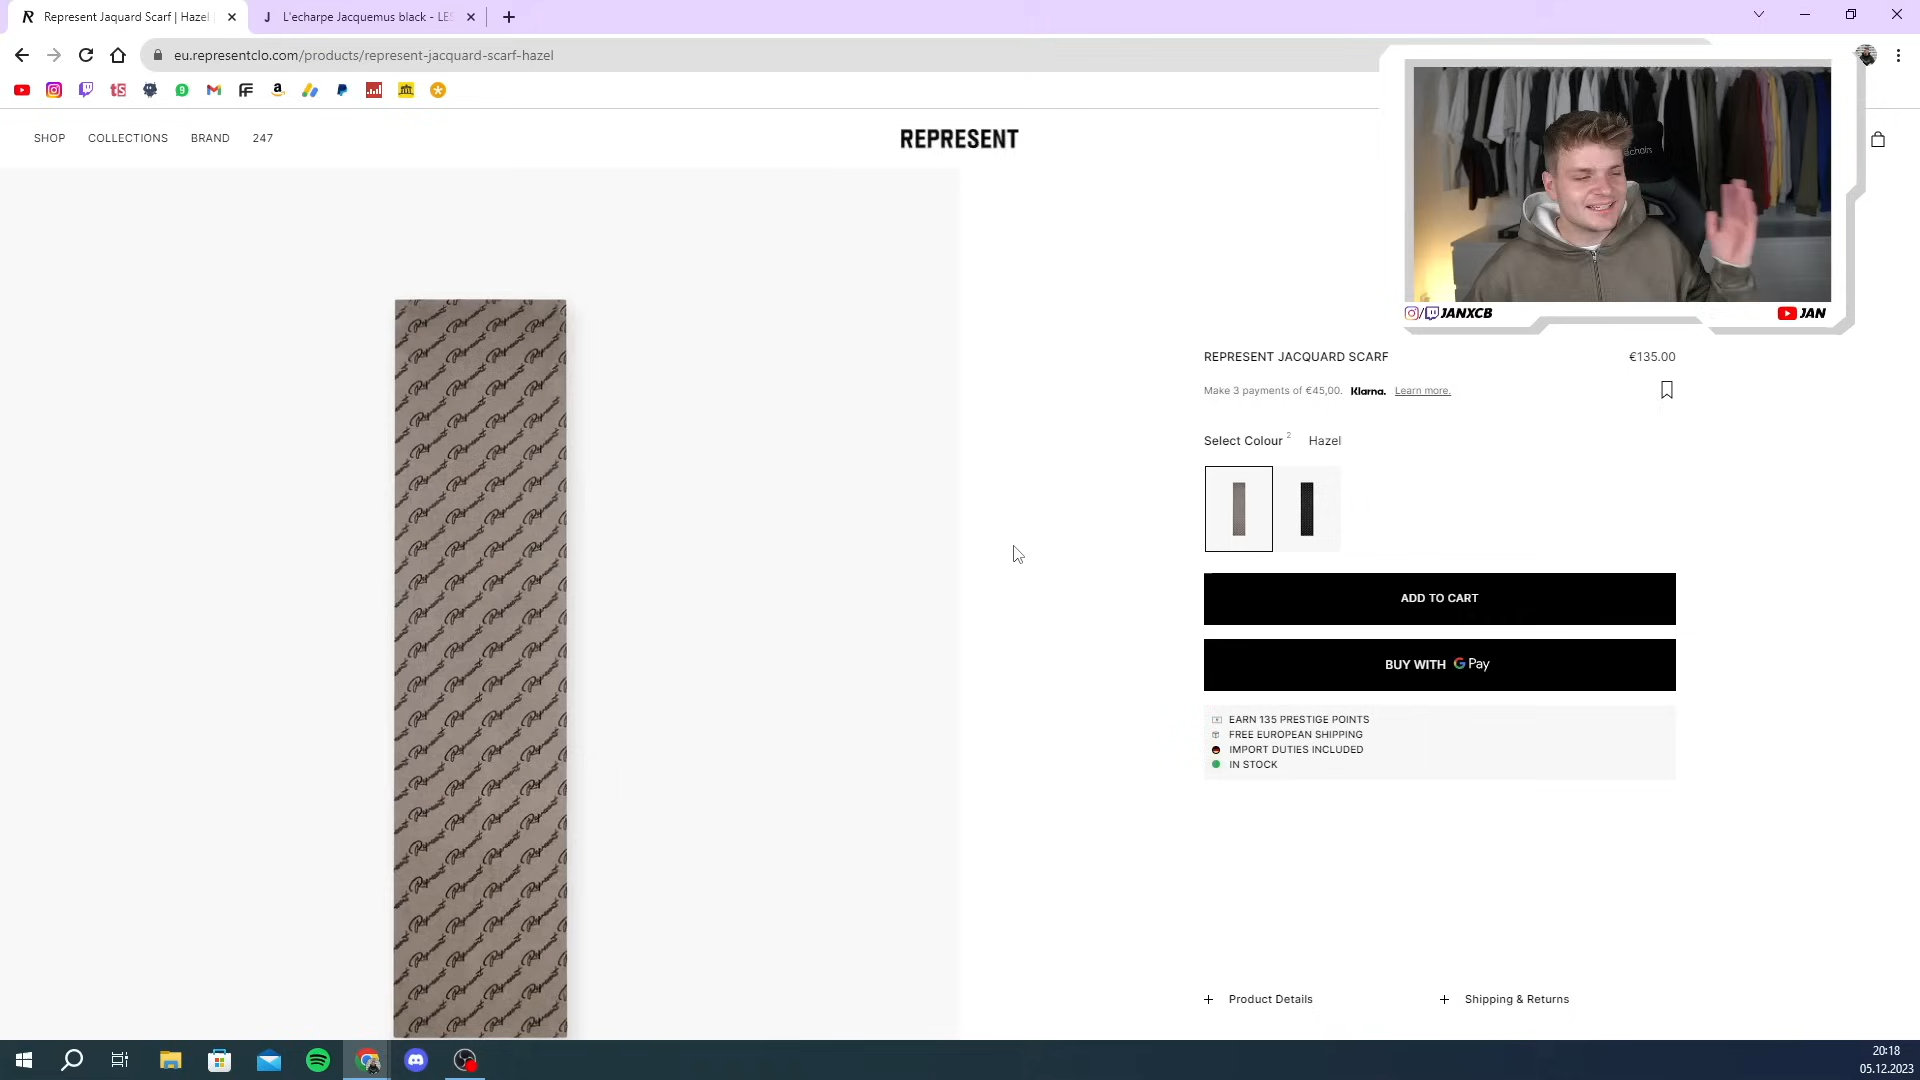 Represent Jaquard Scarf | Hazel
L'echarpe Jacquemus black - LES
eu.representclo.com/products/represent-jacquard-scarf-hazel
SHOP COLLECTIONS BRAND 247
REPRESENT
JANXCB
JAN
REPRESENT JACQUARD SCARF €135.00
Make 3 payments of €45,00. Klarna. Learn more.
Select Colour 2 Hazel
ADD TO CART
BUY WITH G Pay
EARN 135 PRESTIGE POINTS
FREE EUROPEAN SHIPPING
IMPORT DUTIES INCLUDED
IN STOCK
+ Product Details + Shipping & Returns
20:18
05.12.2023